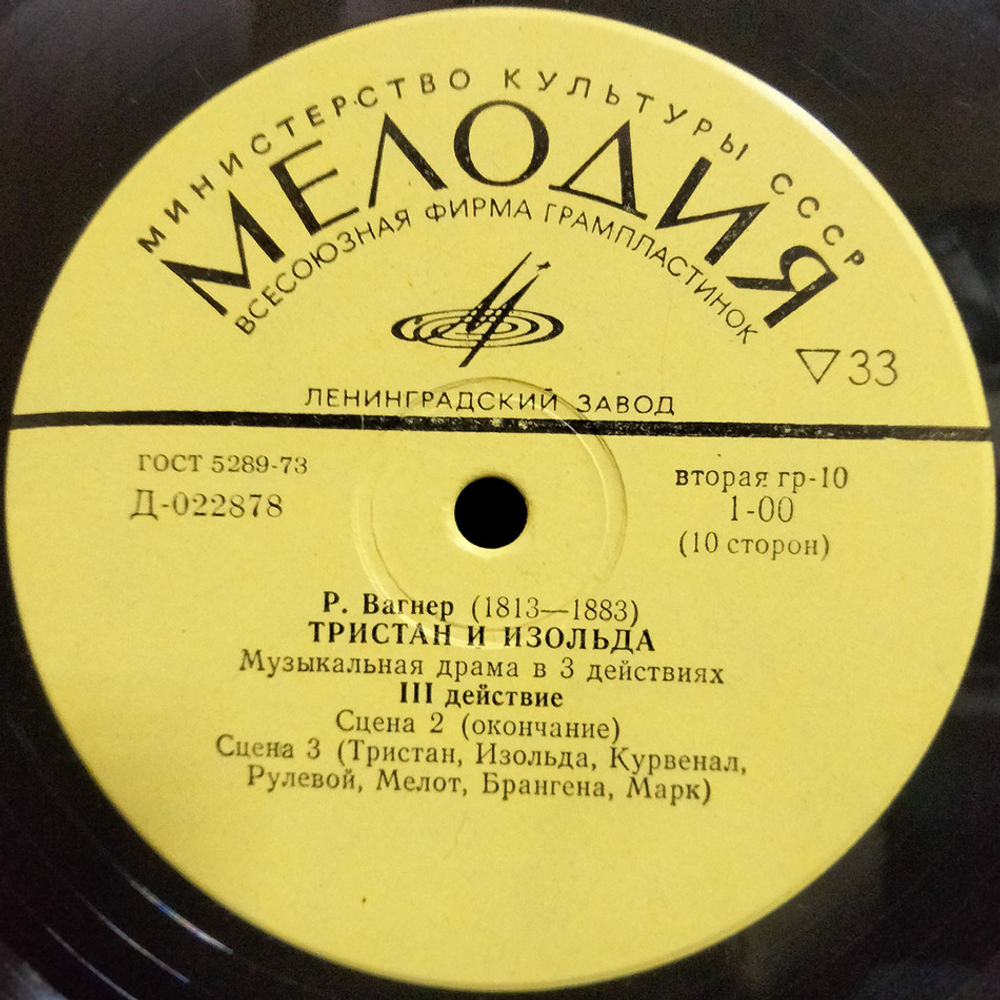 МИНИСТЕРСТВО КУЛЬТУРЫ СССР
МЕЛОДИЯ
ВСЕСОЮЗНАЯ ФИРМА ГРАМПЛАСТИНОК
▽33
ЛЕНИНГРАДСКИЙ ЗАВОД
ГОСТ 5289-73
Д-022878
вторая гр-10
1-00
(10 сторон)
Р. Вагнер (1813—1883)
ТРИСТАН И ИЗОЛЬДА
Музыкальная драма в 3 действиях
III действие
Сцена 2 (окончание)
Сцена 3 (Тристан, Изольда, Курвенал,
Рулевой, Мелот, Брангена, Марк)